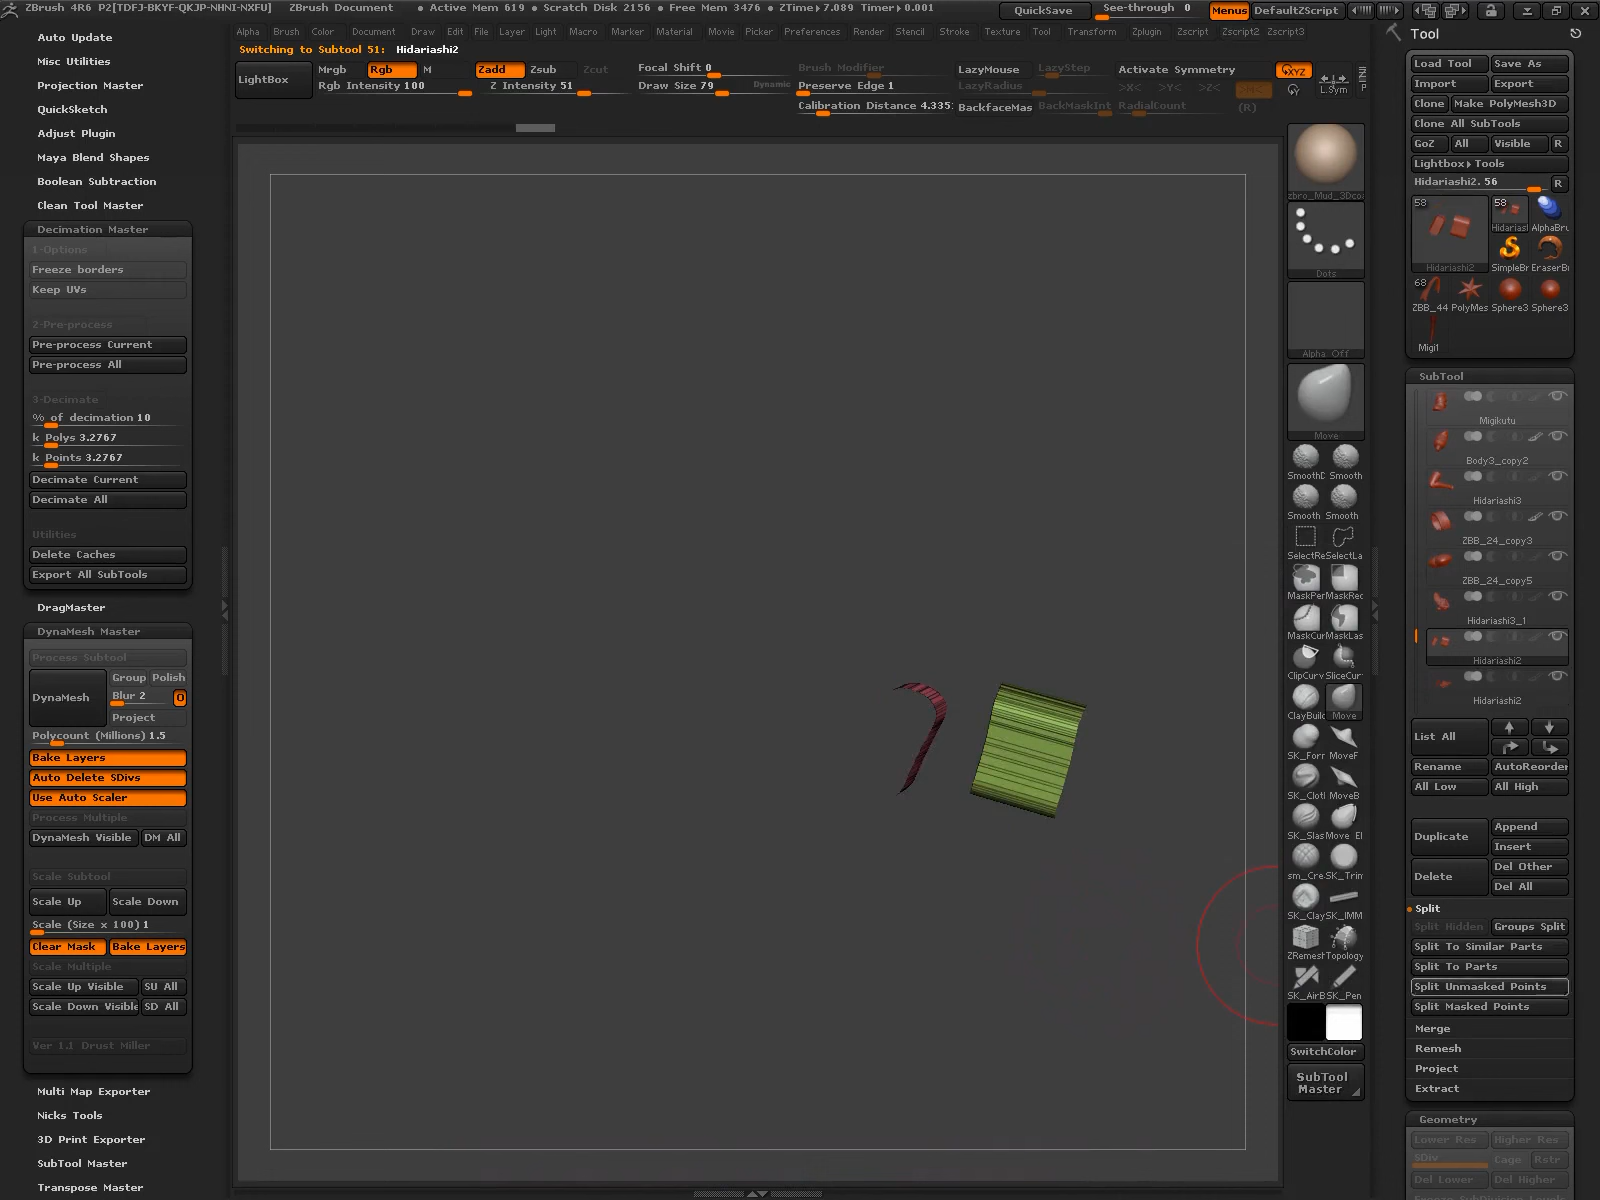 ZBrush 4R6 P2[TDFJ-BKYF-QKJP-NHNI-NXFU] ZBrush Document • Active Mem 619 • Scratch Disk 2156 • Free Mem 3476 • ZTime▸7.089 Timer▸0.001 QuickSave See-through 0 Menus DefaultZScript
Alpha Brush Color Document Draw Edit File Layer Light Macro Marker Material Movie Picker Preferences Render Stencil Stroke Texture Tool Transform Zplugin Zscript Zscript2 Zscript3
Switching to Subtool 51: Hidariashi2
LightBox
Mrgb Rgb M Zadd Zsub Zcut
Rgb Intensity 100 Z Intensity 51
Focal Shift 0
Draw Size 79 Dynamic
Brush Modifier
Preserve Edge 1
Calibration Distance 4.335
LazyMouse LazyStep
LazyRadius
BackfaceMas BackMaskInt
Activate Symmetry
>X< >Y< >Z< >M<
RadialCount (R)
XYZ
L.Sym
Auto Update
Misc Utilities
Projection Master
QuickSketch
Adjust Plugin
Maya Blend Shapes
Boolean Subtraction
Clean Tool Master
Decimation Master
1-Options
Freeze borders
Keep UVs
2-Pre-process
Pre-process Current
Pre-process All
3-Decimate
% of decimation 10
k Polys 3.2767
k Points 3.2767
Decimate Current
Decimate All
Utilities
Delete Caches
Export All SubTools
DragMaster
DynaMesh Master
Process Subtool
DynaMesh
Group Polish
Blur 2
Project
Polycount (Millions) 1.5
Bake Layers
Auto Delete SDivs
Use Auto Scaler
Process Multiple
DynaMesh Visible DM All
Scale Subtool
Scale Up Scale Down
Scale (Size x 100) 1
Clear Mask Bake Layers
Scale Multiple
Scale Up Visible SU All
Scale Down Visible SD All
Ver 1.1 Drust Miller
Multi Map Exporter
Nicks Tools
3D Print Exporter
SubTool Master
Transpose Master
zbro_Mud_3Dco
Dots
Alpha Off
Move
SmoothD Smooth
Smooth Smooth
SelectRe SelectLa
MaskPer MaskRec
MaskCur MaskLas
ClipCurv SliceCur
ClayBuil Move
SK_Forr MoveF
SK_Clotl MoveB
SK_Slas Move El
sm_Cre SK_Trin
SK_Clay SK_IMM
ZRemesh Topology
SK_AirB SK_Pen
SwitchColor
SubTool Master
Tool
Load Tool Save As
Import Export
Clone Make PolyMesh3D
Clone All SubTools
GoZ All Visible R
Lightbox▸Tools
Hidariashi2. 56 R
58 58
Hidariasl AlphaBru
Hidariashi2 SimpleBr EraserBr
68
ZBB_44 PolyMes Sphere3 Sphere3
Migi1
SubTool
Migikutu
Body3_copy2
Hidariashi3
ZBB_24_copy3
ZBB_24_copy5
Hidariashi3_1
Hidariashi2
Hidariashi2
List All
Rename AutoReorder
All Low All High
Duplicate Append
Insert
Delete Del Other
Del All
Split
Split Hidden Groups Split
Split To Similar Parts
Split To Parts
Split Unmasked Points
Split Masked Points
Merge
Remesh
Project
Extract
Geometry
Lower Res Higher Res
SDiv Cage Rstr
Del Lower Del Higher